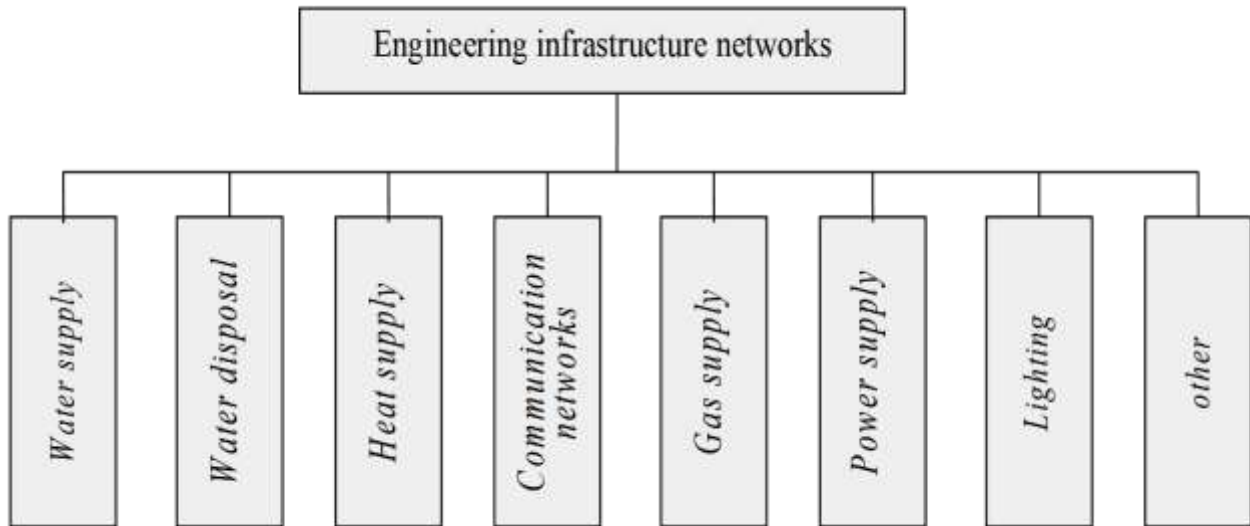 Engineering infrastructure networks
Water supply
Water disposal
Heat supply
Communication
networks
Gas supply
Power supply
Lighting
other